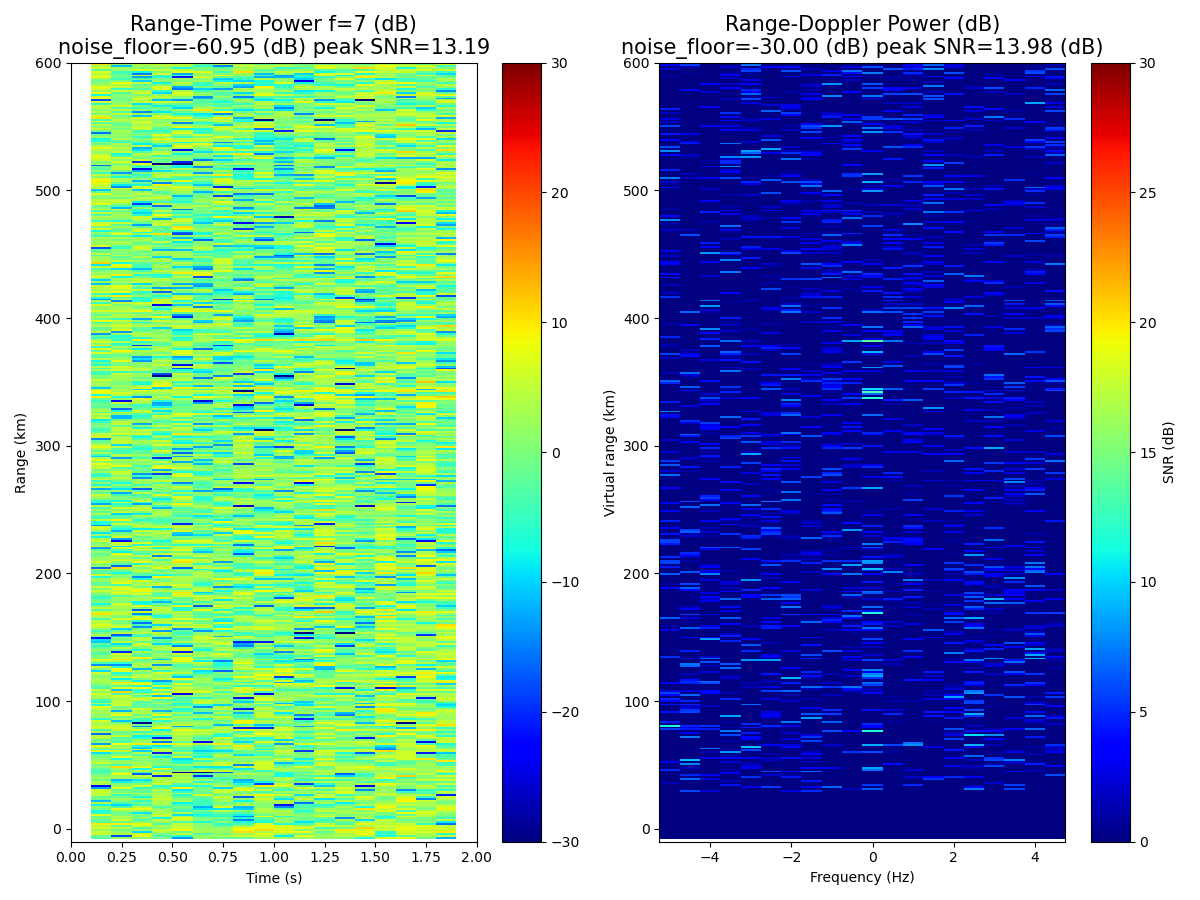 Range-Time Power f=7 (dB)
noise_floor=-60.95 (dB) peak SNR=13.19
Range (km)
600
500
400
300
200
100
0
0.00 0.25 0.50 0.75 1.00 1.25 1.50 1.75 2.00
Time (s)
30
20
10
0
−10
−20
−30
Range-Doppler Power (dB)
noise_floor=-30.00 (dB) peak SNR=13.98 (dB)
Virtual range (km)
600
500
400
300
200
100
0
−4 −2 0 2 4
Frequency (Hz)
30
25
20
15
10
5
0
SNR (dB)